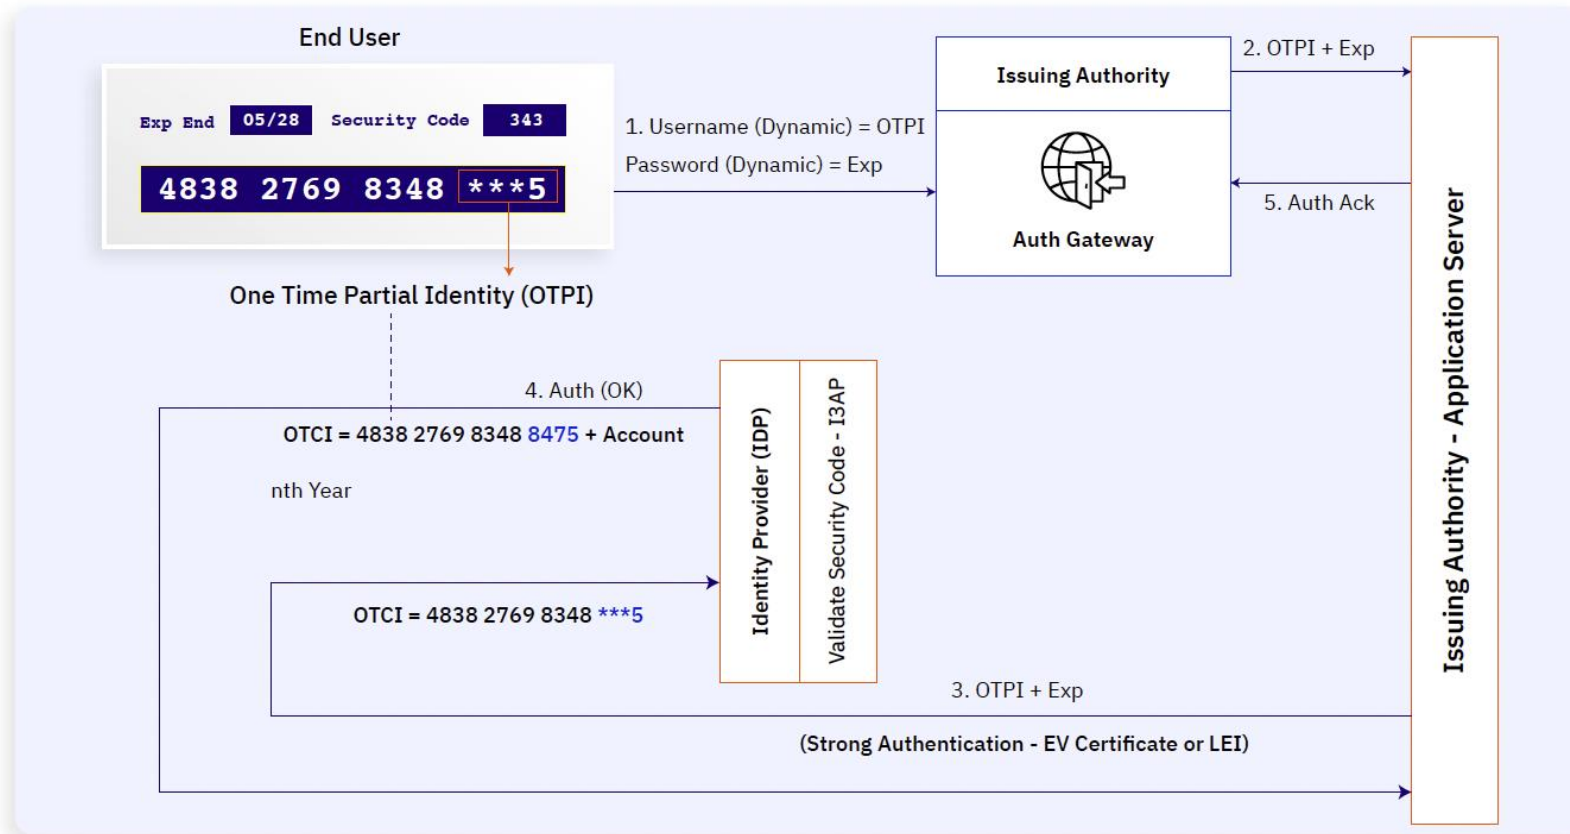 End User
Exp End 05/28 Security Code 343
4838 2769 8348 ***5
One Time Partial Identity (OTPI)
1. Username (Dynamic) = OTPI
Password (Dynamic) = Exp
Issuing Authority
Auth Gateway
2. OTPI + Exp
5. Auth Ack
Issuing Authority - Application Server
4. Auth (OK)
OTCI = 4838 2769 8348 8475 + Account
nth Year
OTCI = 4838 2769 8348 ***5
Identity Provider (IDP)
Validate Security Code - I3AP
3. OTPI + Exp
(Strong Authentication - EV Certificate or LEI)